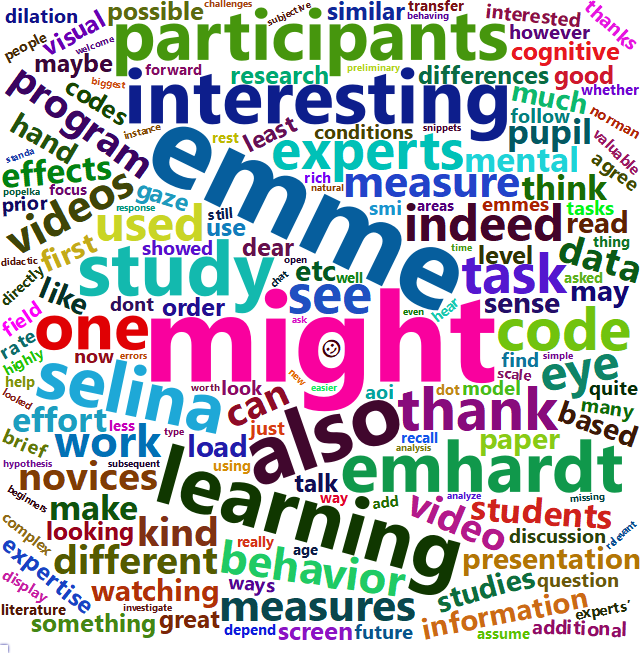 dilation
visual
possible
challenges
subjective
similar
transfer
behaving
interested
thanks
people
welcome
participants
however
maybe
biggest
forward
research
preliminary
differences
cognitive
good
whether
program
codes
interesting
much
norman
hand
instance
rest
least
conditions
snippets
follow
pupil
valuable
agree
standa
effects
emme
experts
mental
popelka
focus
gaze
rich
natural
measure
think
prior
videos
response
used
still
use
smi
areas
emmes
tasks
indeed
read
didactic
first
showed
dear
open
time
level
thing
data
directly
like
study
chat
etc
well
task
asked
may
field
dont
order
see
even
hear
sense
rate
one
might
ask
code
highly
now
errors
find
simple
eye
help
selina
worth
look
new
easier
aoi
dot
model
scale
quite
looked
effort
less
can
also
thank
based
many
brief
work
type
load
just
recall
analysis
paper
hypothesis
subsequent
using
emhardt
novices
learning
talk
way
add
analyze
missing
beginners
make
video
students
complex
looking
kind
really
age
discussion
relevant
expertise
different
behavior
presentation
display
watching
ways
studies
question
literature
investigate
measures
information
experts’
something
great
depend
screen
future
assume
additional